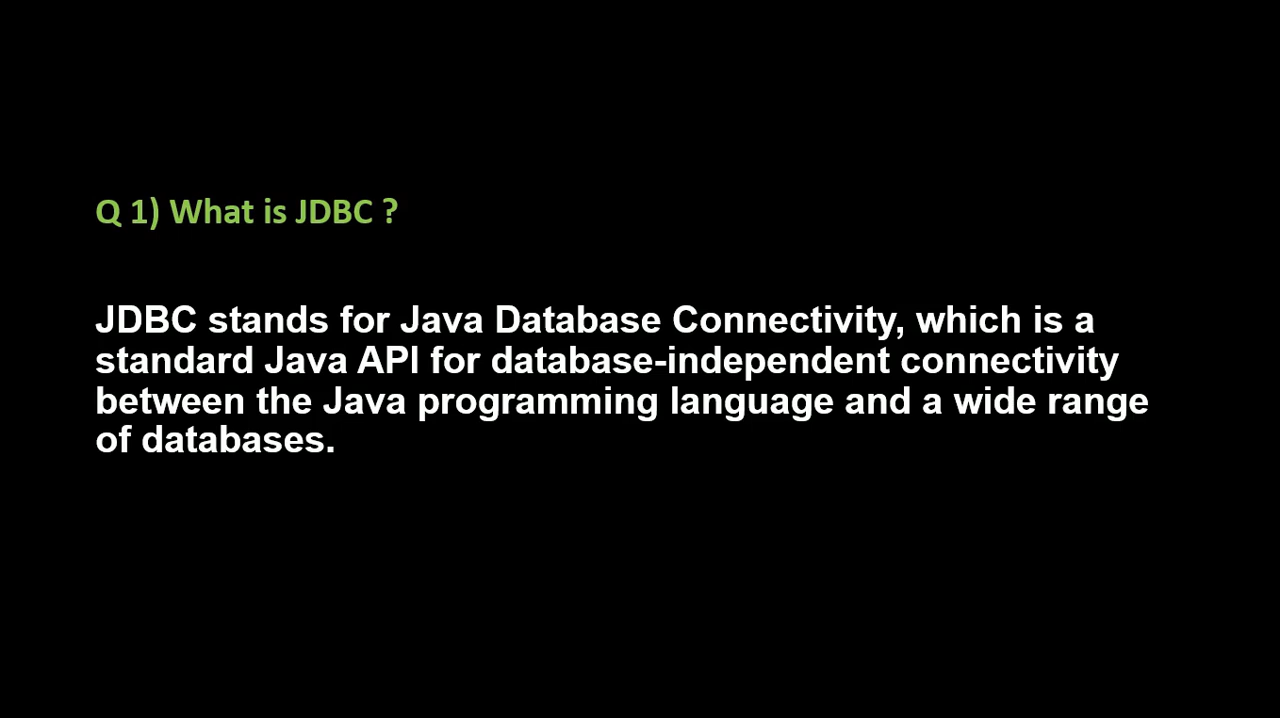 Q 1) What is JDBC ?
JDBC stands for Java Database Connectivity, which is a
standard Java API for database-independent connectivity
between the Java programming language and a wide range
of databases.